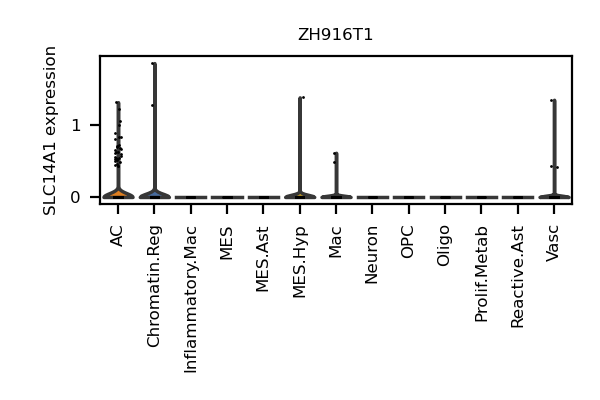 ZH916T1
SLC14A1 expression
1
0
AC
Chromatin.Reg
Inflammatory.Mac
MES
MES.Ast
MES.Hyp
Mac
Neuron
OPC
Oligo
Prolif.Metab
Reactive.Ast
Vasc